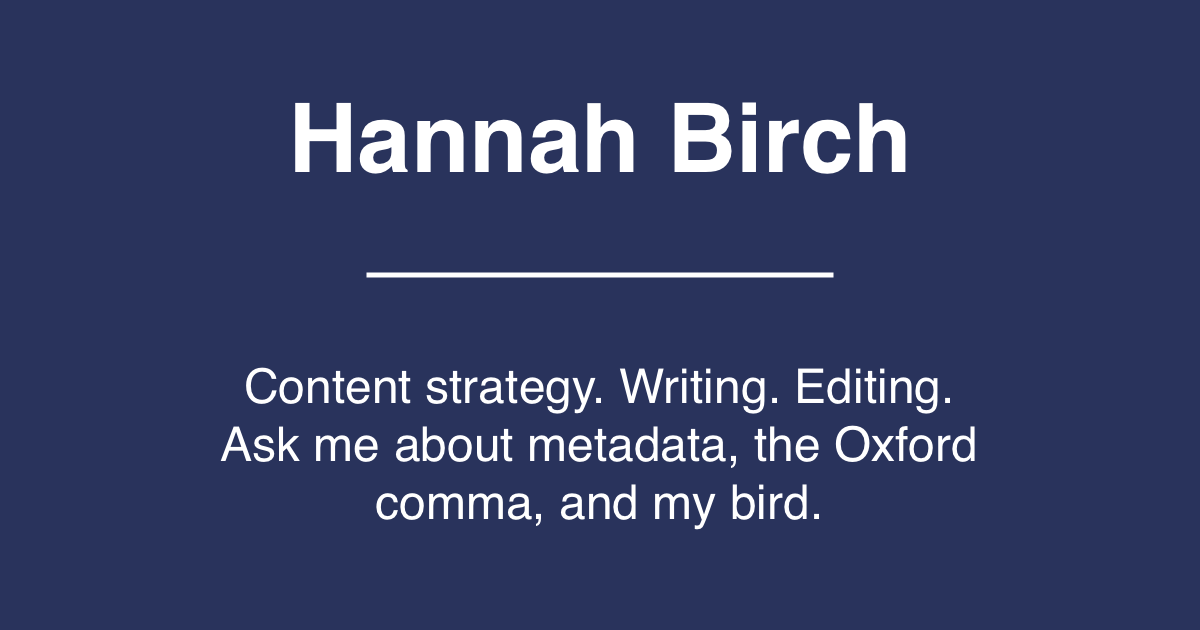 Hannah Birch
Content strategy. Writing. Editing.
Ask me about metadata, the Oxford
comma, and my bird.